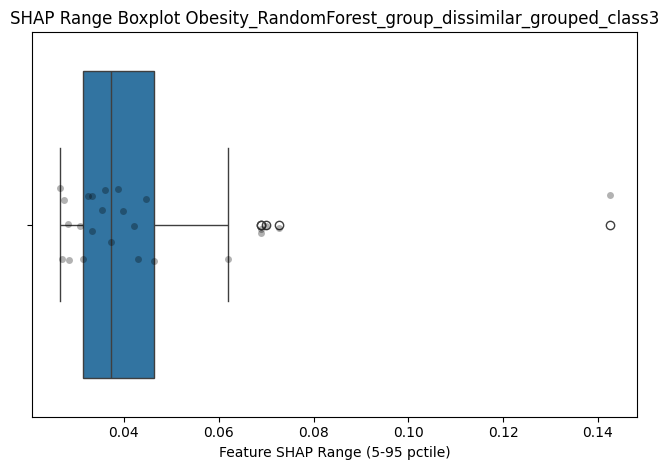 SHAP Range Boxplot Obesity_RandomForest_group_dissimilar_grouped_class3
0.04 0.06 0.08 0.10 0.12 0.14
Feature SHAP Range (5-95 pctile)